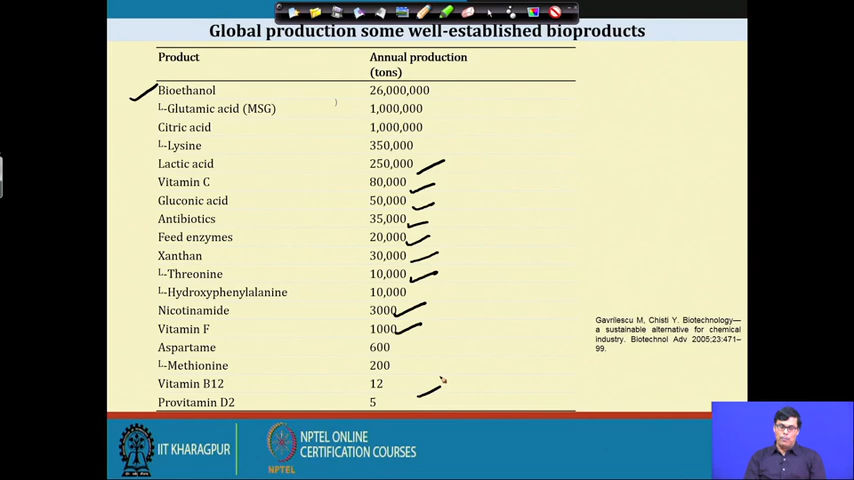 Global production some well-established bioproducts
Product Annual production
(tons)
Bioethanol 26,000,000
L-Glutamic acid (MSG) 1,000,000
Citric acid 1,000,000
L-Lysine 350,000
Lactic acid 250,000
Vitamin C 80,000
Gluconic acid 50,000
Antibiotics 35,000
Feed enzymes 20,000
Xanthan 30,000
L-Threonine 10,000
L-Hydroxyphenylalanine 10,000
Nicotinamide 3000
Vitamin F 1000
Aspartame 600
L-Methionine 200
Vitamin B12 12
Provitamin D2 5
Gavrilescu M, Chisti Y. Biotechnology—
a sustainable alternative for chemical
industry. Biotechnol Adv 2005;23:471–
99.
IIT KHARAGPUR
NPTEL
NPTEL ONLINE
CERTIFICATION COURSES